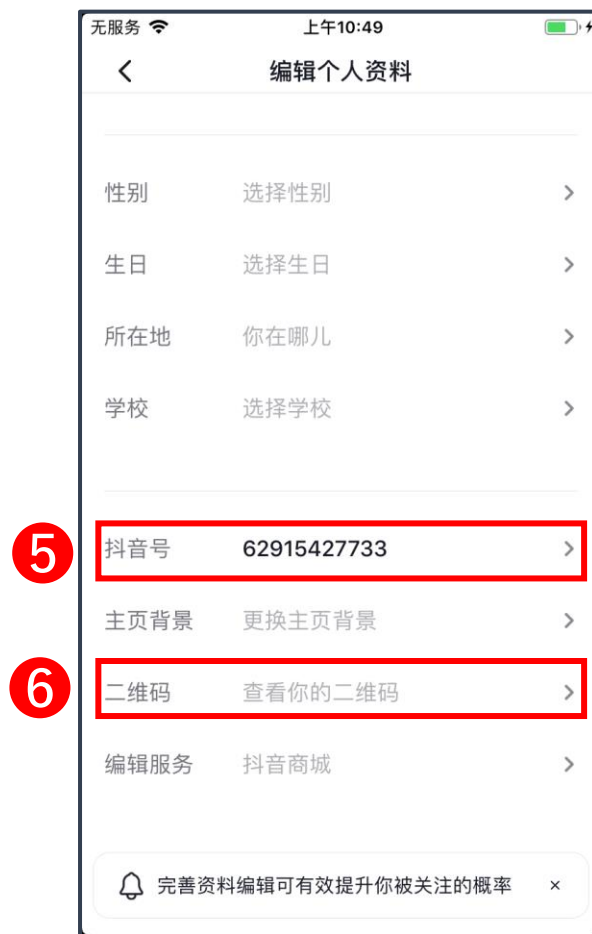 无服务 上午10:49
编辑个人资料
性别 选择性别
生日 选择生日
所在地 你在哪儿
学校 选择学校
5 抖音号 62915427733
主页背景 更换主页背景
6 二维码 查看你的二维码
编辑服务 抖音商城
完善资料编辑可有效提升你被关注的概率 ×